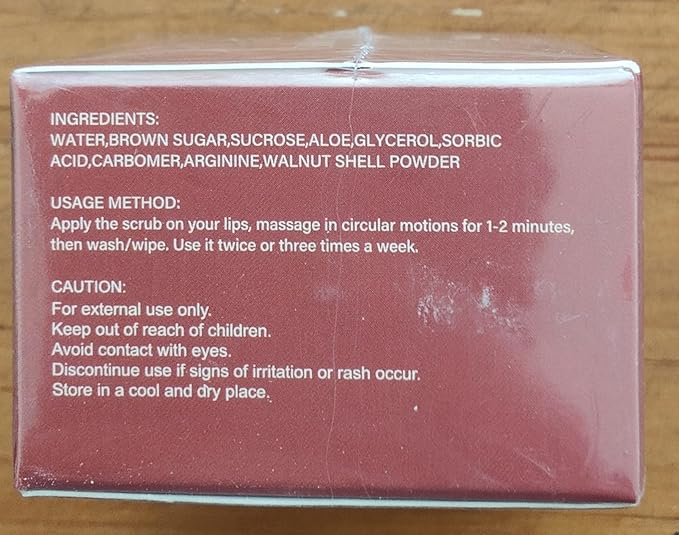 INGREDIENTS:
WATER,BROWN SUGAR,SUCROSE,ALOE,GLYCEROL,SORBIC
ACID,CARBOMER,ARGININE,WALNUT SHELL POWDER
USAGE METHOD:
Apply the scrub on your lips, massage in circular motions for 1-2 minutes,
then wash/wipe. Use it twice or three times a week.
CAUTION:
For external use only.
Keep out of reach of children.
Avoid contact with eyes.
Discontinue use if signs of irritation or rash occur.
Store in a cool and dry place.